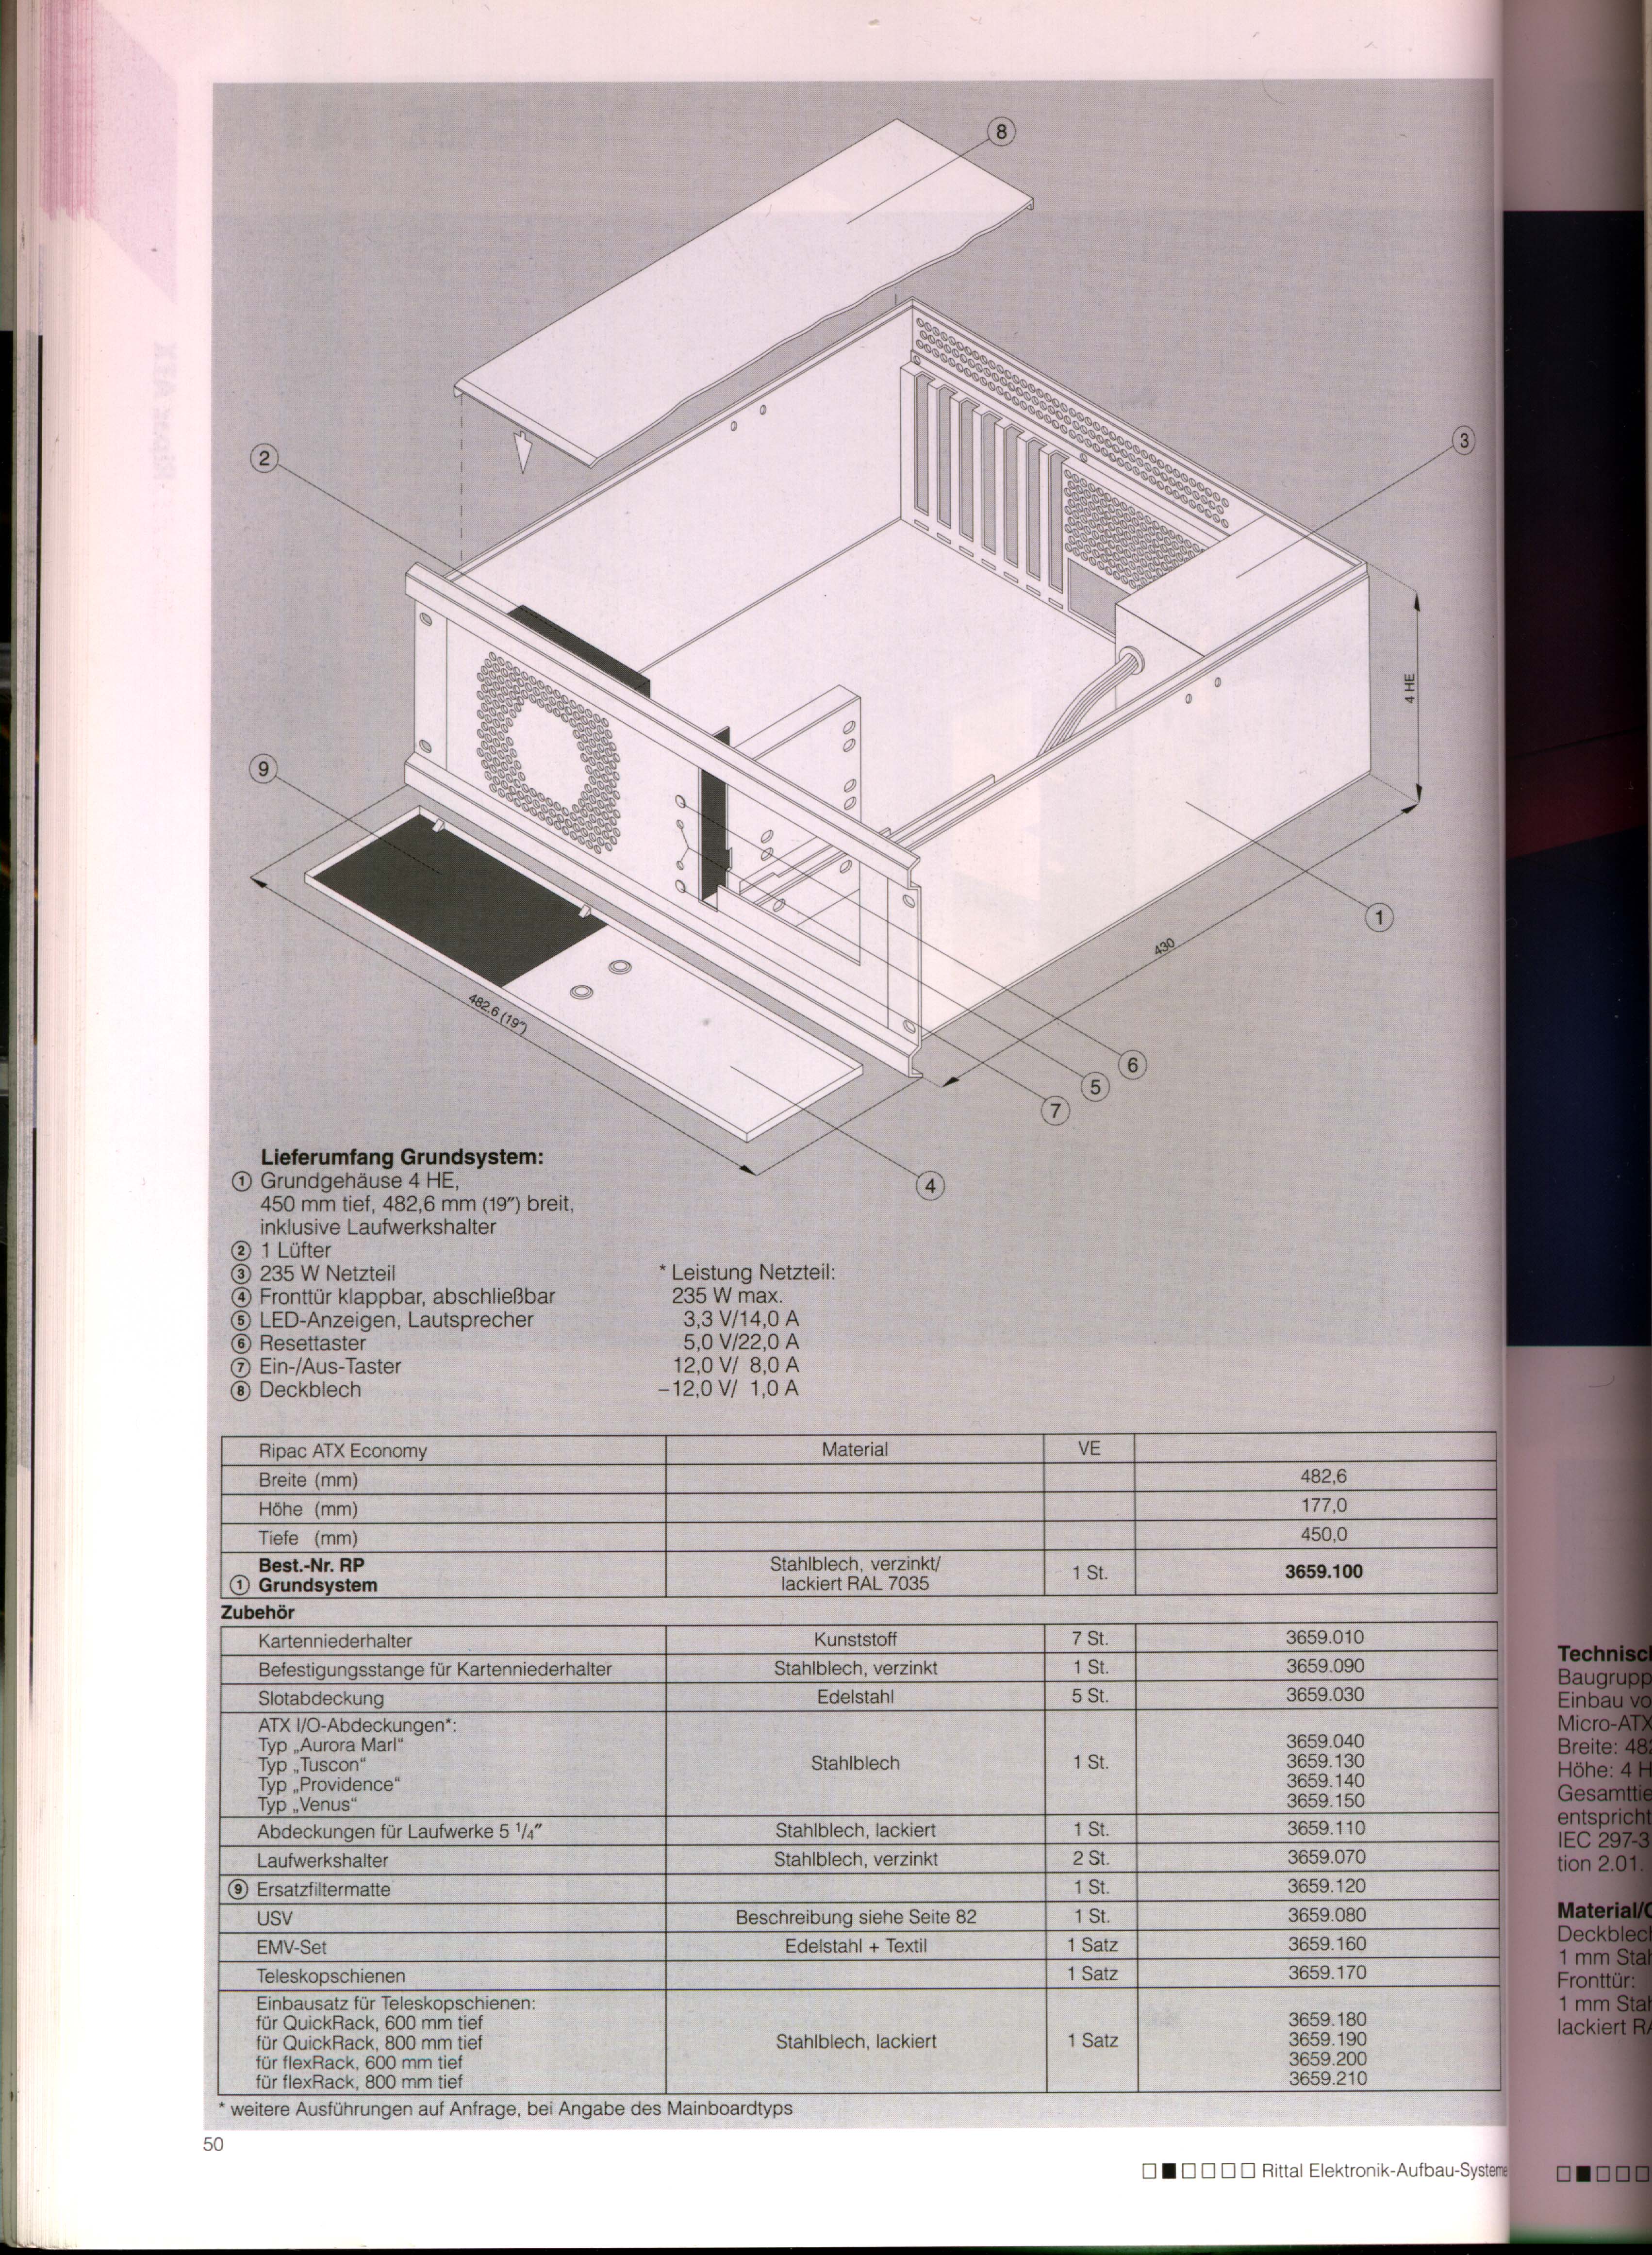 8
2
3
9
4 HE
1
430
482.6 (19″)
6
5
7
4
Lieferumfang Grundsystem:
① Grundgehäuse 4 HE,
450 mm tief, 482,6 mm (19″) breit,
inklusive Laufwerkshalter
② 1 Lüfter
③ 235 W Netzteil
④ Fronttür klappbar, abschließbar
⑤ LED-Anzeigen, Lautsprecher
⑥ Resettaster
⑦ Ein-/Aus-Taster
⑧ Deckblech
* Leistung Netzteil:
235 W max.
3,3 V/14,0 A
5,0 V/22,0 A
12,0 V/ 8,0 A
–12,0 V/ 1,0 A
Ripac ATX Economy Material VE
Breite (mm) 482,6
Höhe (mm) 177,0
Tiefe (mm) 450,0
Best.-Nr. RP
① Grundsystem
Stahlblech, verzinkt/
lackiert RAL 7035
1 St. 3659.100
Zubehör
Kartenniederhalter Kunststoff 7 St. 3659.010
Befestigungsstange für Kartenniederhalter Stahlblech, verzinkt 1 St. 3659.090
Slotabdeckung Edelstahl 5 St. 3659.030
ATX I/O-Abdeckungen*:
Typ „Aurora Marl“ 3659.040
Typ „Tuscon“ Stahlblech 1 St. 3659.130
Typ „Providence“ 3659.140
Typ „Venus“ 3659.150
Abdeckungen für Laufwerke 5 1/4″ Stahlblech, lackiert 1 St. 3659.110
Laufwerkshalter Stahlblech, verzinkt 2 St. 3659.070
⑨ Ersatzfiltermatte 1 St. 3659.120
USV Beschreibung siehe Seite 82 1 St. 3659.080
EMV-Set Edelstahl + Textil 1 Satz 3659.160
Teleskopschienen 1 Satz 3659.170
Einbausatz für Teleskopschienen:
für QuickRack, 600 mm tief 3659.180
für QuickRack, 800 mm tief Stahlblech, lackiert 1 Satz 3659.190
für flexRack, 600 mm tief 3659.200
für flexRack, 800 mm tief 3659.210
* weitere Ausführungen auf Anfrage, bei Angabe des Mainboardtyps
50
Rittal Elektronik-Aufbau-Systeme
Technisc
Baugrupp
Einbau vo
Micro-ATX
Breite: 48
Höhe: 4 H
Gesamttie
entspricht
IEC 297-3
tion 2.01.
Material/
Deckblec
1 mm Sta
Fronttür:
1 mm Sta
lackiert R